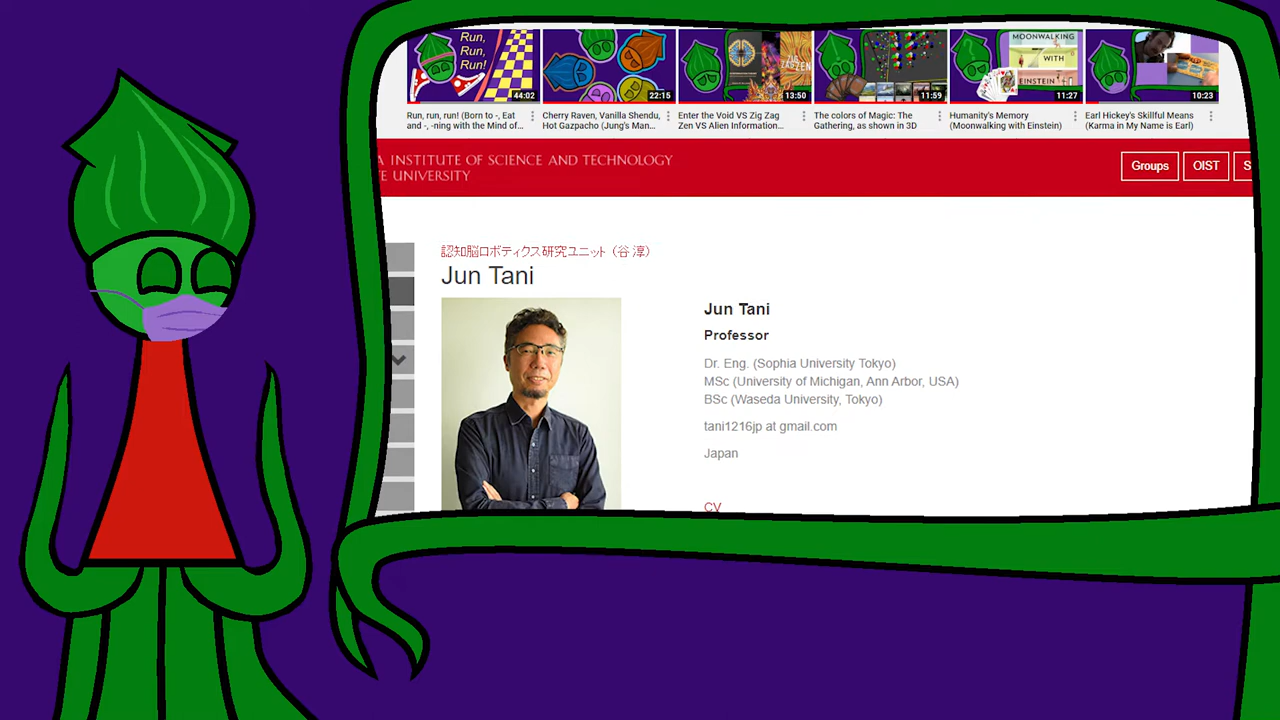 Run,
Run,
Run!
44:02
22:15
13:50
11:59
MOONWALKING
WITH
EINSTEIN
11:27
10:23
Run, run, run! (Born to -, Eat
and -, -ning with the Mind of...
Cherry Raven, Vanilla Shendu,
Hot Gazpacho (Jung's Man...
Enter the Void VS Zig Zag
Zen VS Alien Information...
The colors of Magic: The
Gathering, as shown in 3D
Humanity's Memory
(Moonwalking with Einstein)
Earl Hickey's Skillful Means
(Karma in My Name is Earl)
A INSTITUTE OF SCIENCE AND TECHNOLOGY
TE UNIVERSITY
Groups
OIST
S
認知脳ロボティクス研究ユニット（谷 淳）
Jun Tani
Jun Tani
Professor
Dr. Eng. (Sophia University Tokyo)
MSc (University of Michigan, Ann Arbor, USA)
BSc (Waseda University, Tokyo)
tani1216jp at gmail.com
Japan
CV